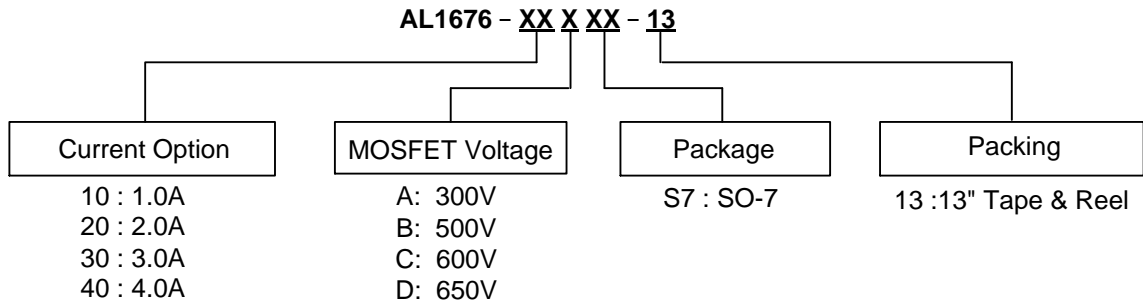 AL1676 – XX X XX – 13
Current Option
10 : 1.0A
20 : 2.0A
30 : 3.0A
40 : 4.0A
MOSFET Voltage
A: 300V
B: 500V
C: 600V
D: 650V
Package
S7 : SO-7
Packing
13 :13" Tape & Reel